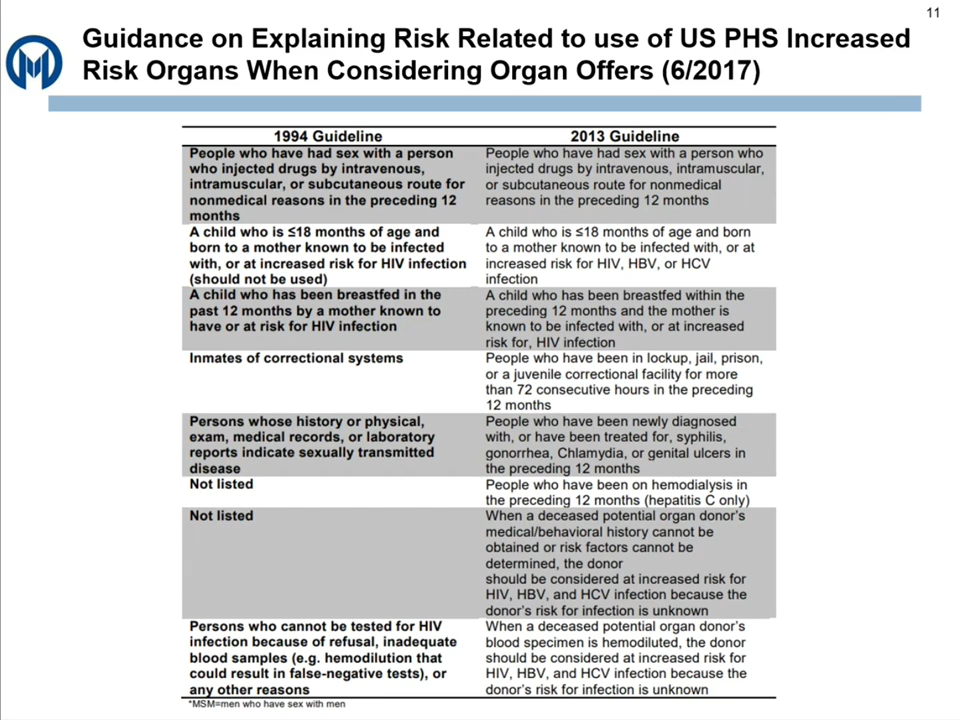 11
Guidance on Explaining Risk Related to use of US PHS Increased
Risk Organs When Considering Organ Offers (6/2017)
1994 Guideline
2013 Guideline
People who have had sex with a person
who injected drugs by intravenous,
intramuscular, or subcutaneous route for
nonmedical reasons in the preceding 12
months
People who have had sex with a person who
injected drugs by intravenous, intramuscular,
or subcutaneous route for nonmedical
reasons in the preceding 12 months
A child who is ≤18 months of age and
born to a mother known to be infected
with, or at increased risk for HIV infection
(should not be used)
A child who is ≤18 months of age and born
to a mother known to be infected with, or at
increased risk for HIV, HBV, or HCV
infection
A child who has been breastfed in the
past 12 months by a mother known to
have or at risk for HIV infection
A child who has been breastfed within the
preceding 12 months and the mother is
known to be infected with, or at increased
risk for, HIV infection
Inmates of correctional systems
People who have been in lockup, jail, prison,
or a juvenile correctional facility for more
than 72 consecutive hours in the preceding
12 months
Persons whose history or physical,
exam, medical records, or laboratory
reports indicate sexually transmitted
disease
People who have been newly diagnosed
with, or have been treated for, syphilis,
gonorrhea, Chlamydia, or genital ulcers in
the preceding 12 months
Not listed
People who have been on hemodialysis in
the preceding 12 months (hepatitis C only)
Not listed
When a deceased potential organ donor's
medical/behavioral history cannot be
obtained or risk factors cannot be
determined, the donor
should be considered at increased risk for
HIV, HBV, and HCV infection because the
donor's risk for infection is unknown
Persons who cannot be tested for HIV
infection because of refusal, inadequate
blood samples (e.g. hemodilution that
could result in false-negative tests), or
any other reasons
When a deceased potential organ donor's
blood specimen is hemodiluted, the donor
should be considered at increased risk for
HIV, HBV, and HCV infection because the
donor's risk for infection is unknown
*MSM=men who have sex with men